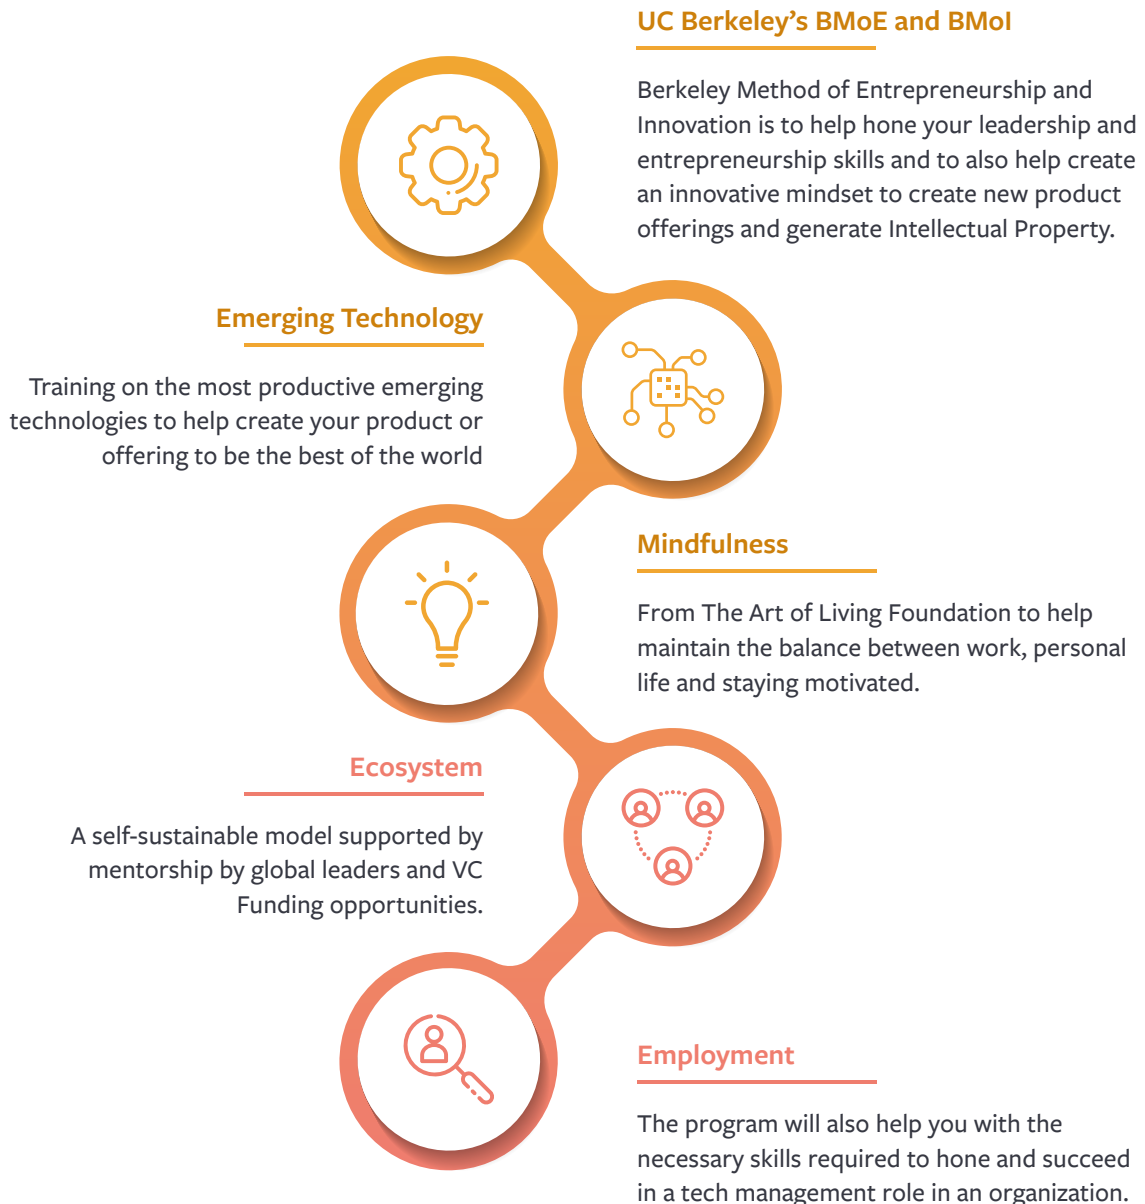 UC Berkeley’s BMoE and BMoI
Berkeley Method of Entrepreneurship and
Innovation is to help hone your leadership and
entrepreneurship skills and to also help create
an innovative mindset to create new product
offerings and generate Intellectual Property.
Emerging Technology
Training on the most productive emerging
technologies to help create your product or
offering to be the best of the world
Mindfulness
From The Art of Living Foundation to help
maintain the balance between work, personal
life and staying motivated.
Ecosystem
A self-sustainable model supported by
mentorship by global leaders and VC
Funding opportunities.
Employment
The program will also help you with the
necessary skills required to hone and succeed
in a tech management role in an organization.